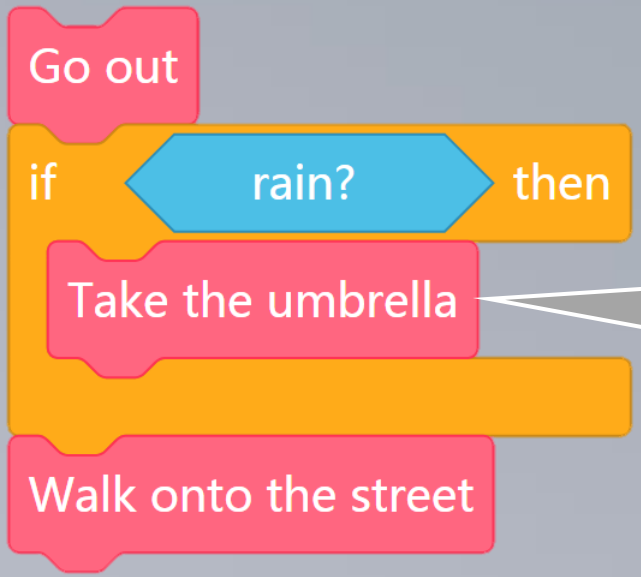 Go out
if rain? then
Take the umbrella
Walk onto the street